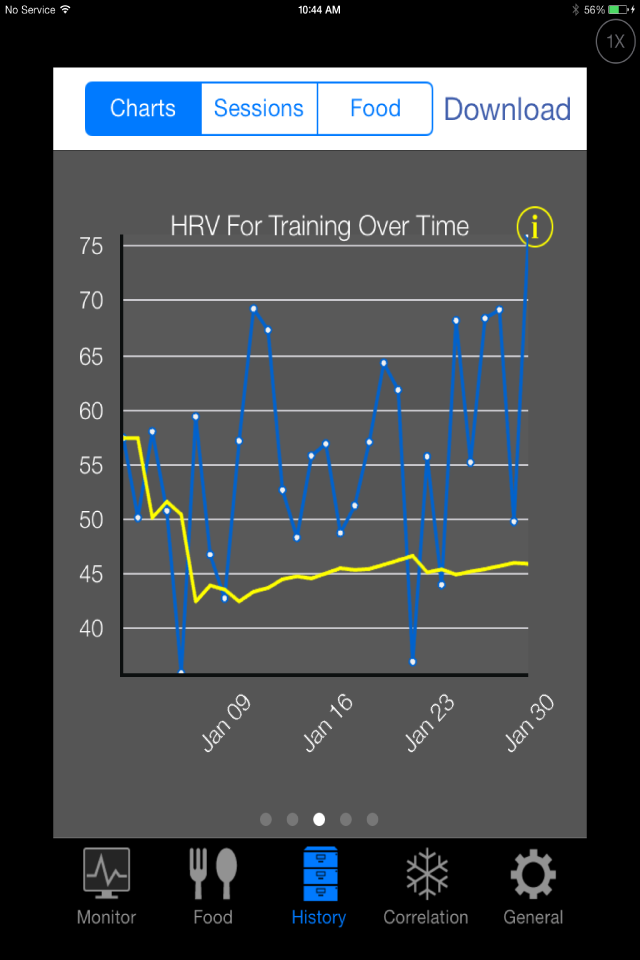 No Service 10:44 AM 56%
1X
Charts Sessions Food Download
HRV For Training Over Time
i
75
70
65
60
55
50
45
40
Jan 09 Jan 16 Jan 23 Jan 30
Monitor Food History Correlation General